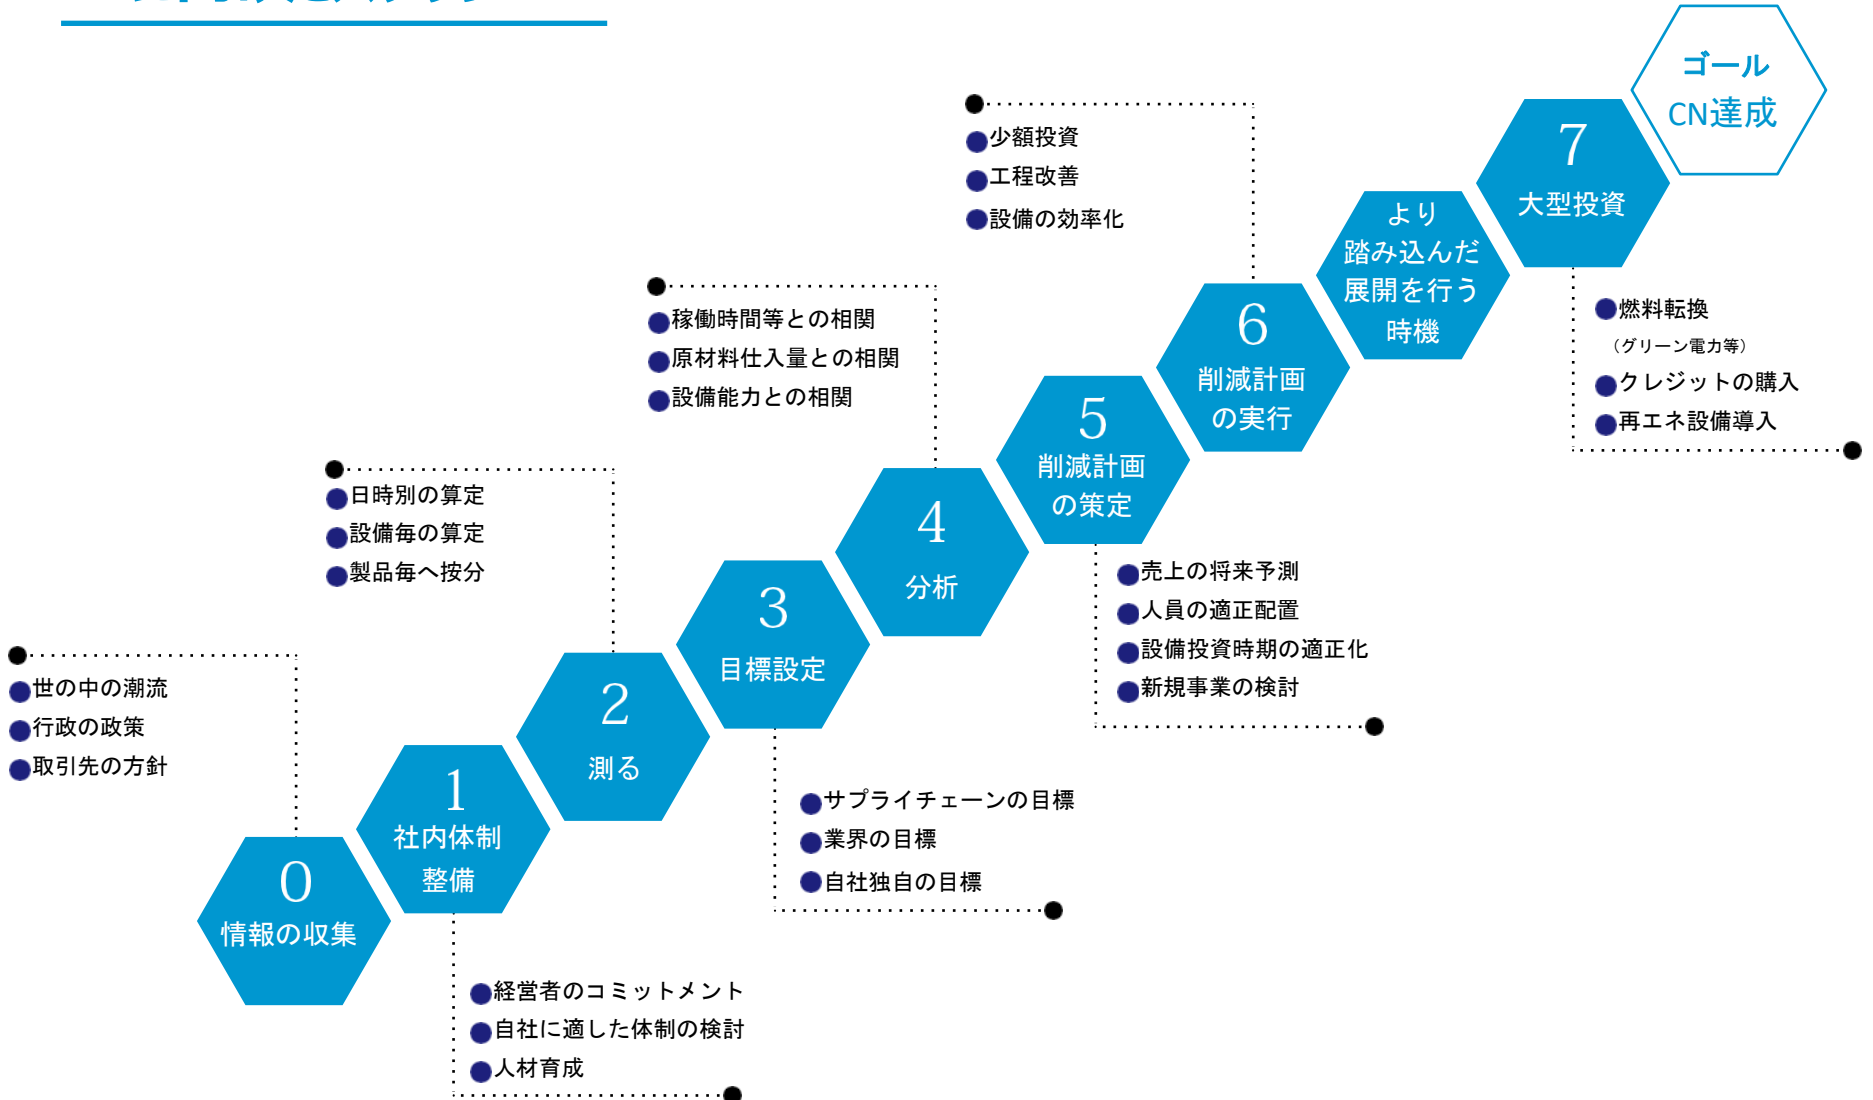 0
情報の収集
世の中の潮流
行政の政策
取引先の方針
1
社内体制
整備
経営者のコミットメント
自社に適した体制の検討
人材育成
2
測る
日時別の算定
設備毎の算定
製品毎へ按分
3
目標設定
サプライチェーンの目標
業界の目標
自社独自の目標
4
分析
稼働時間等との相関
原材料仕入量との相関
設備能力との相関
5
削減計画
の策定
売上の将来予測
人員の適正配置
設備投資時期の適正化
新規事業の検討
6
削減計画
の実行
少額投資
工程改善
設備の効率化
より
踏み込んだ
展開を行う
時機
7
大型投資
燃料転換
（グリーン電力等）
クレジットの購入
再エネ設備導入
ゴール
CN達成